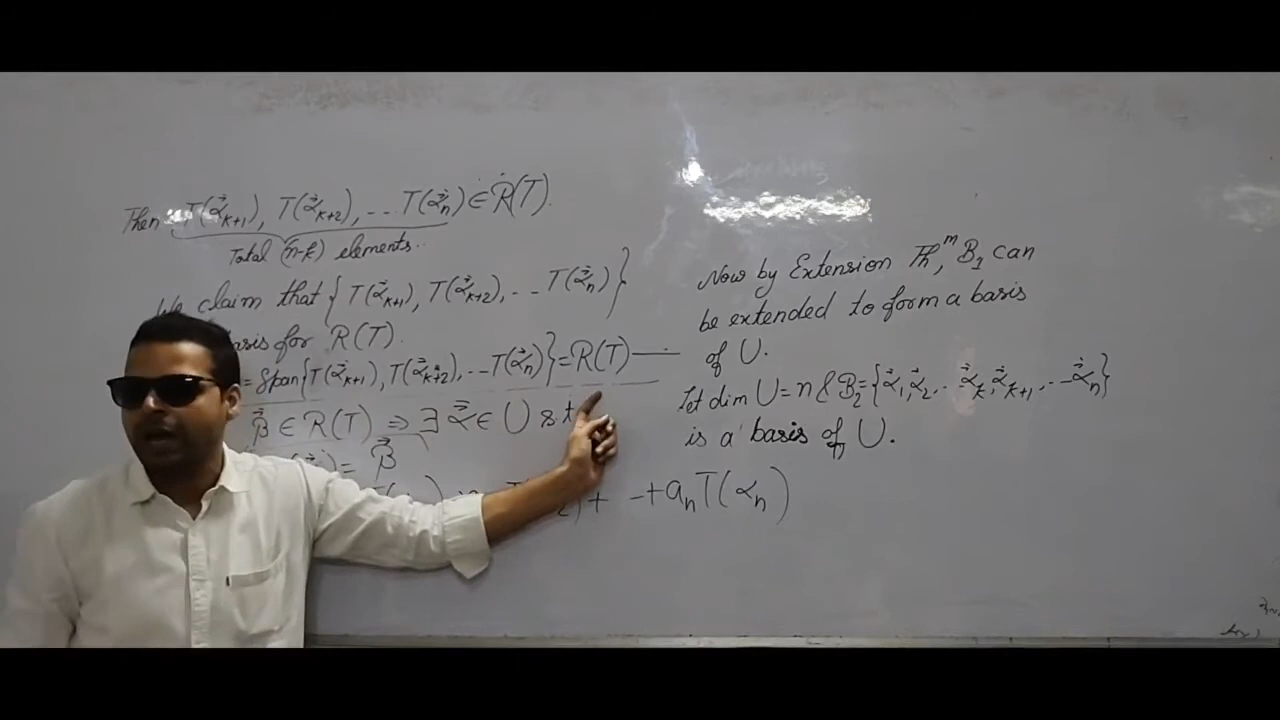 Then T(α⃗ₖ₊₁), T(α⃗ₖ₊₂), -- T(α⃗ₙ) ∈ R(T).
Total (n-k) elements..
We claim that {T(α⃗ₖ₊₁), T(α⃗ₖ₊₂), -- T(α⃗ₙ)}
for R(T).
= Span{T(α⃗ₖ₊₁), T(α⃗ₖ₊₂), -- T(α⃗ₙ)} = R(T) —
β⃗ ∈ R(T) ⇒ ∃ α⃗ ∈ U s.t
= β⃗
+ -+ aₙT(αₙ)
Now by Extension Thᵐ, B₁ can
be extended to form a basis
of U.
Let dim U = n & B₂ = {α⃗₁, α⃗₂, .. α⃗ₖ, α⃗ₖ₊₁, -- α⃗ₙ}
is a basis of U.